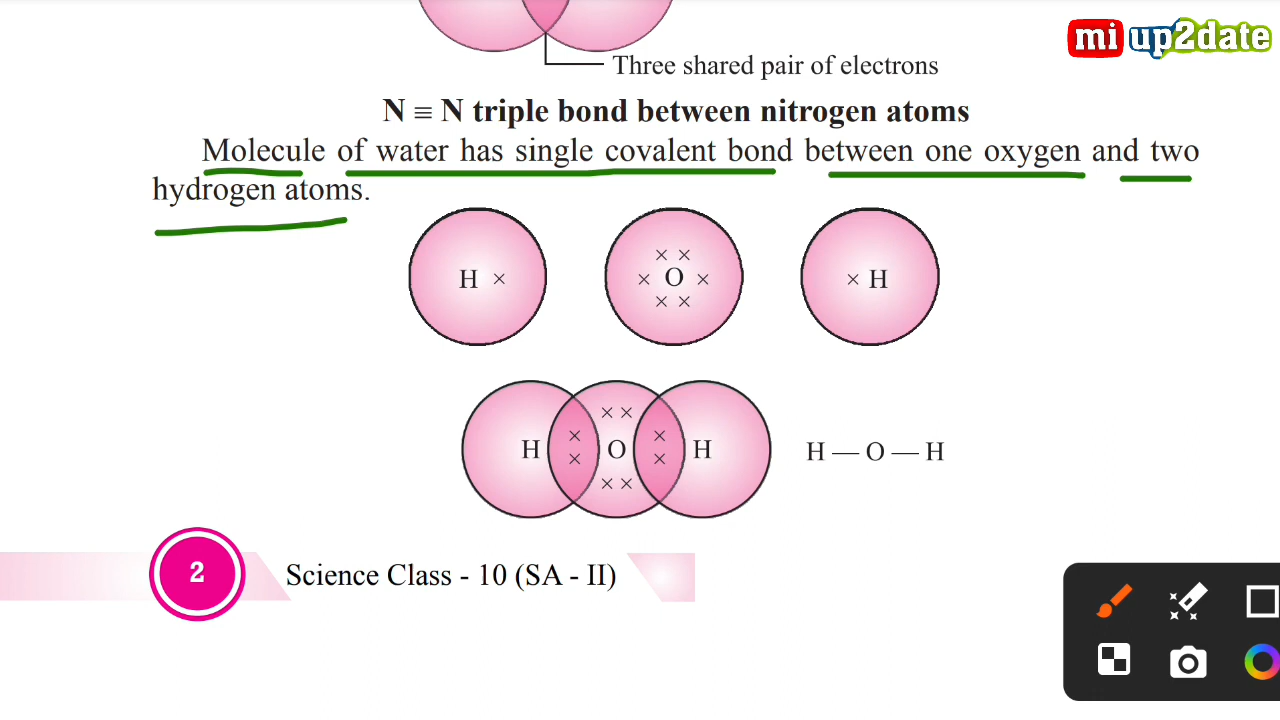 mi up2date
Three shared pair of electrons
N ≡ N triple bond between nitrogen atoms
Molecule of water has single covalent bond between one oxygen and two
hydrogen atoms.
H ×
× ×
× O ×
× ×
× H
× ×
H × × O × × H
× ×
H — O — H
2
Science Class - 10 (SA - II)